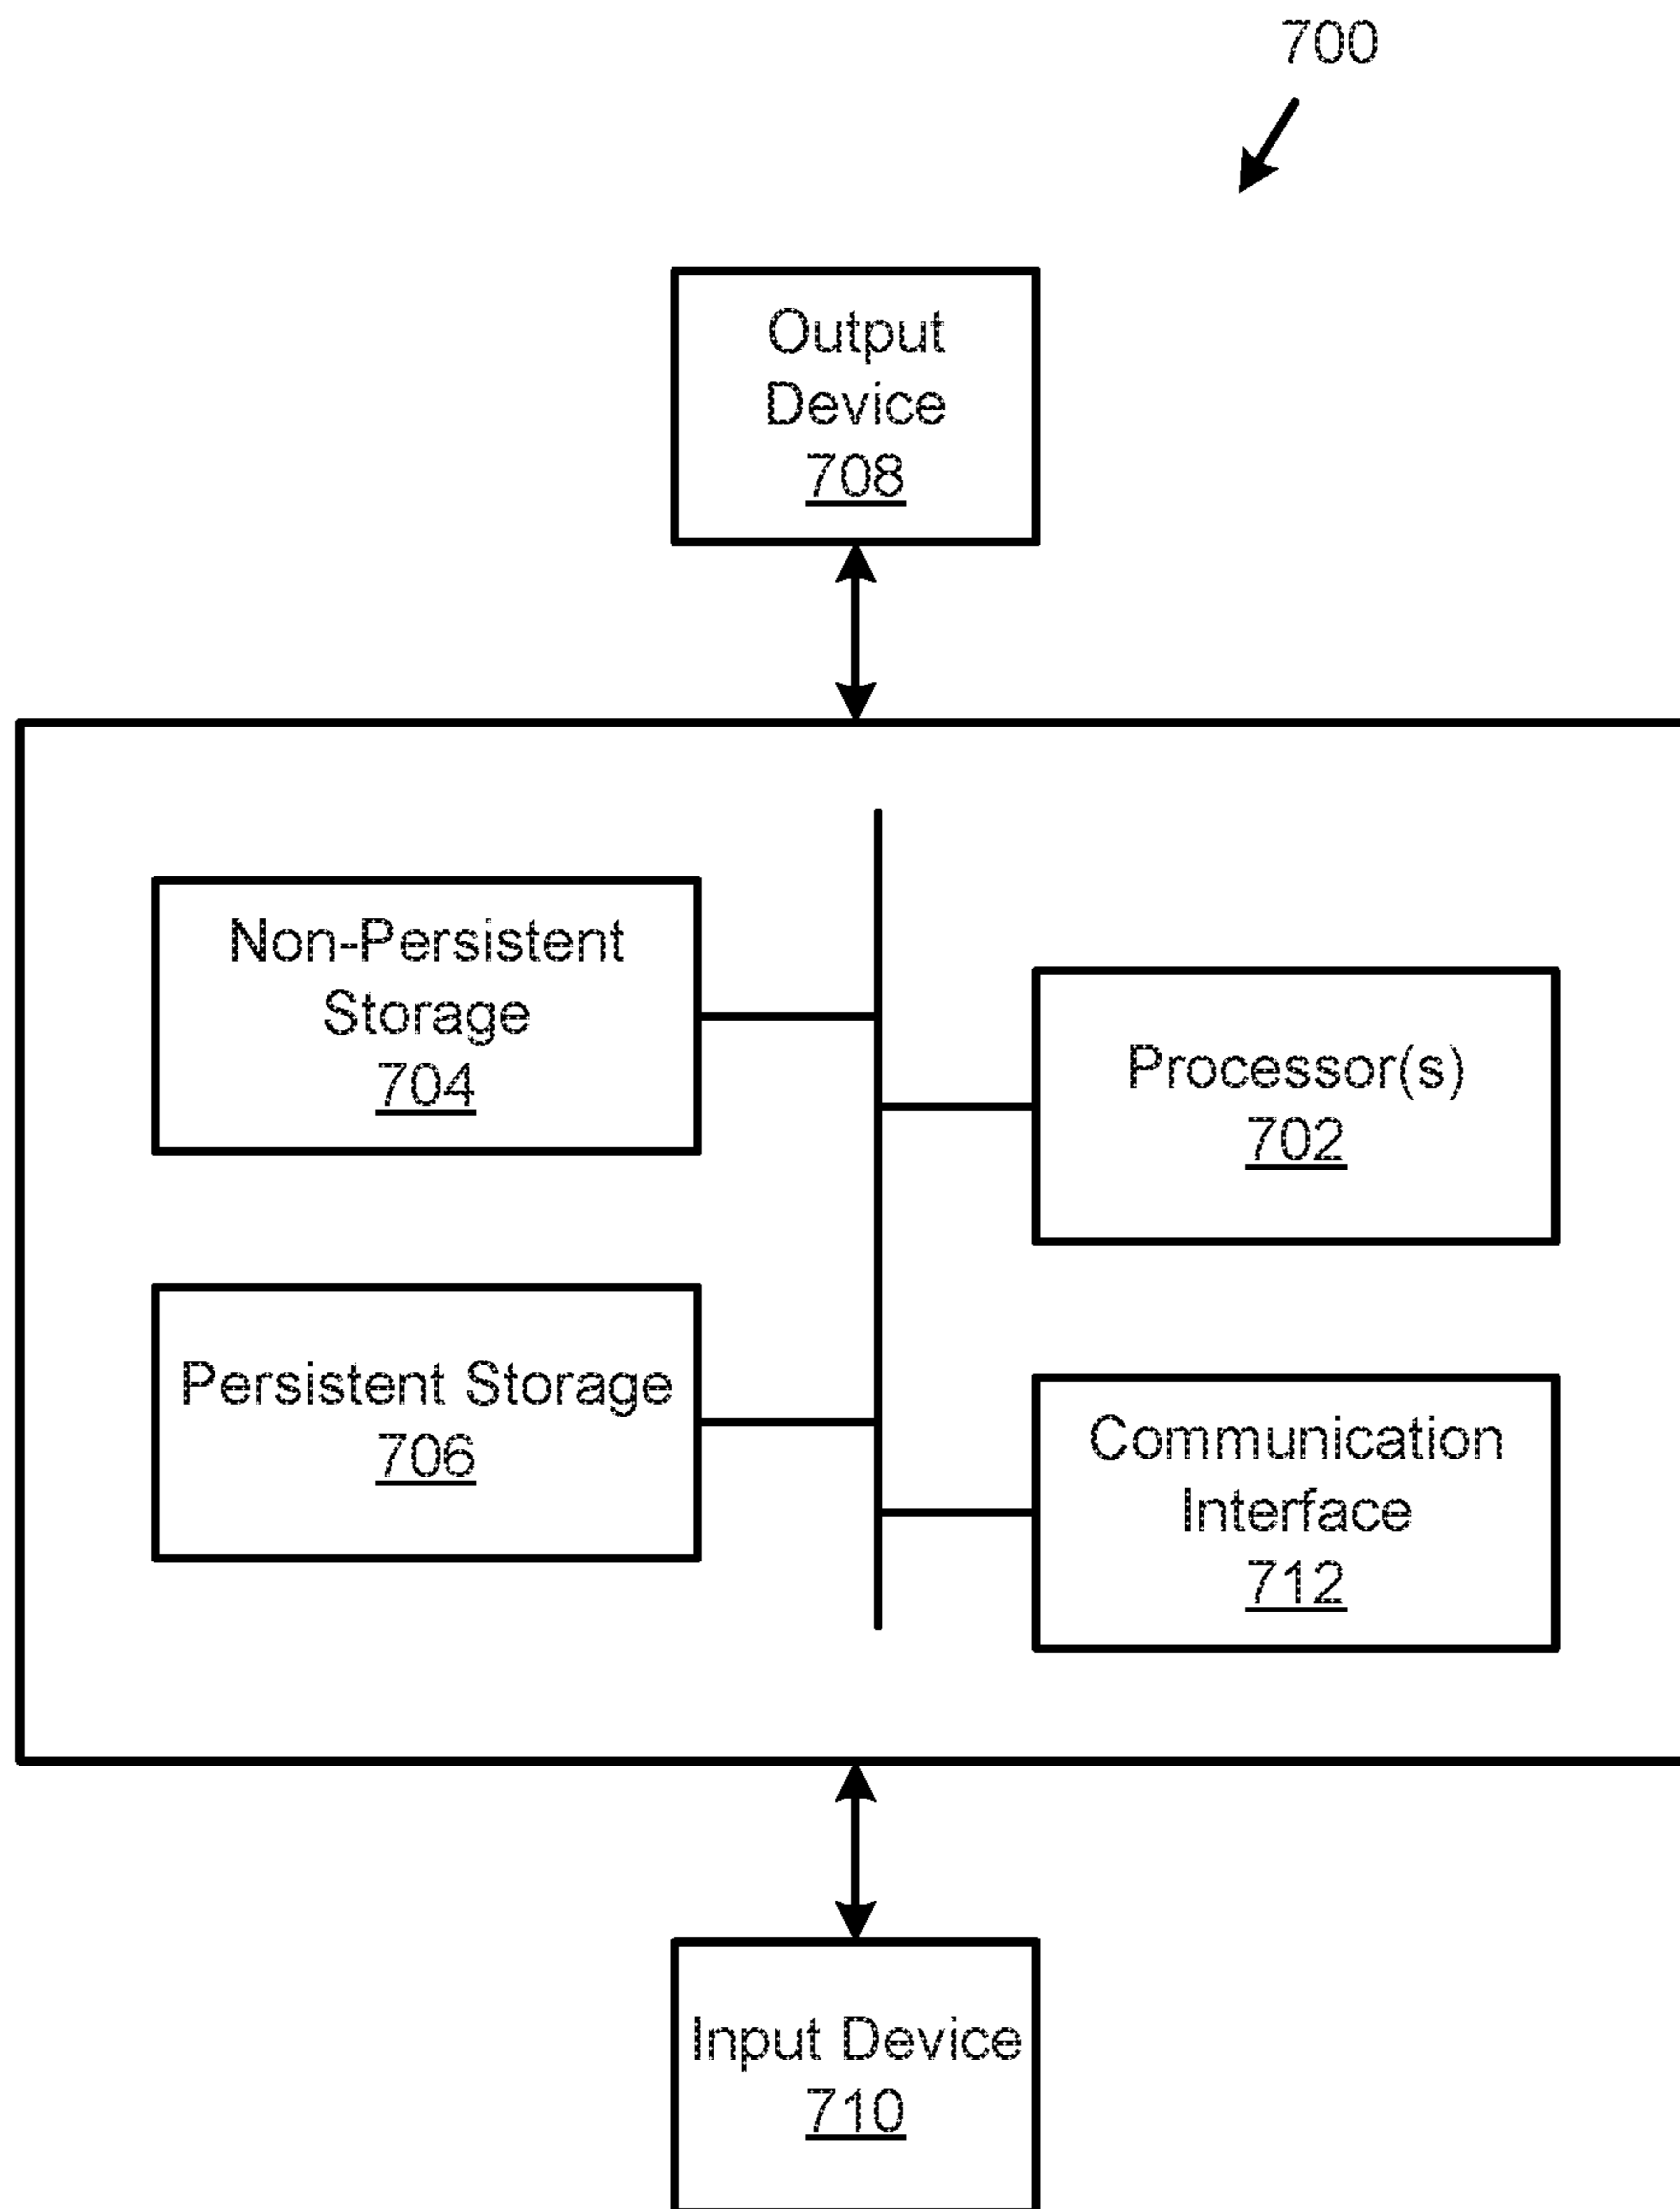 700
Output
Device
708
Non-Persistent
Storage
704
Processor(s)
702
Persistent Storage
706
Communication
Interface
712
Input Device
710